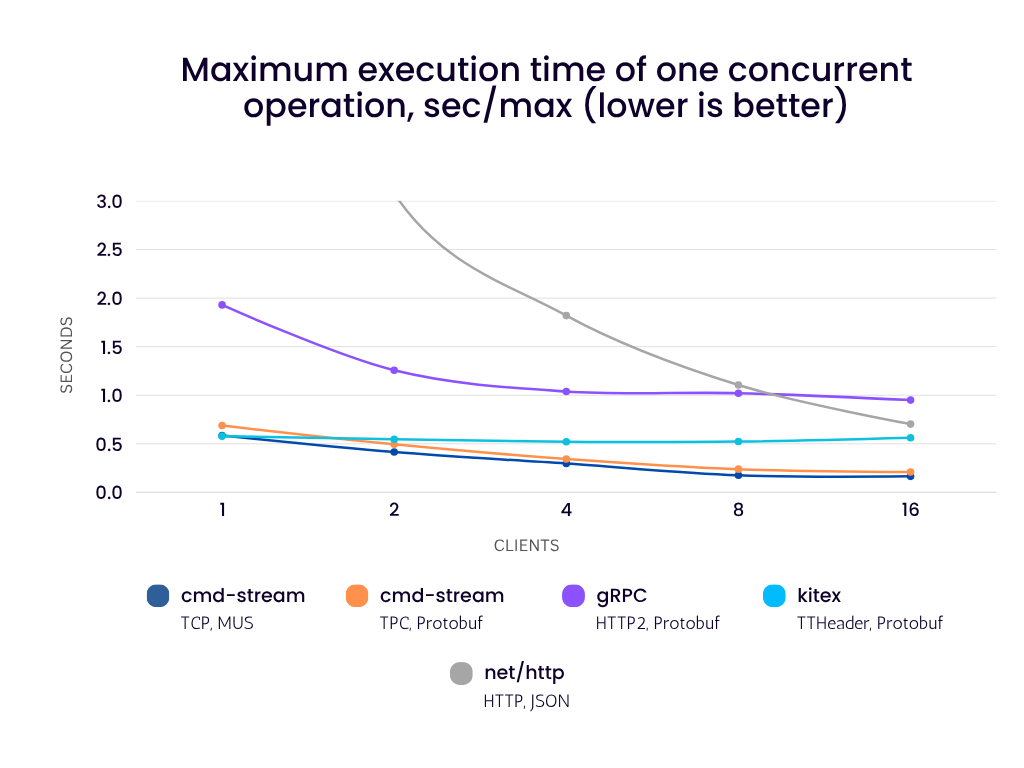 Maximum execution time of one concurrent
operation, sec/max (lower is better)
3.0
2.5
2.0
1.5
1.0
0.5
0.0
SECONDS
1 2 4 8 16
CLIENTS
cmd-stream cmd-stream gRPC kitex
TCP, MUS TPC, Protobuf HTTP2, Protobuf TTHeader, Protobuf
net/http
HTTP, JSON